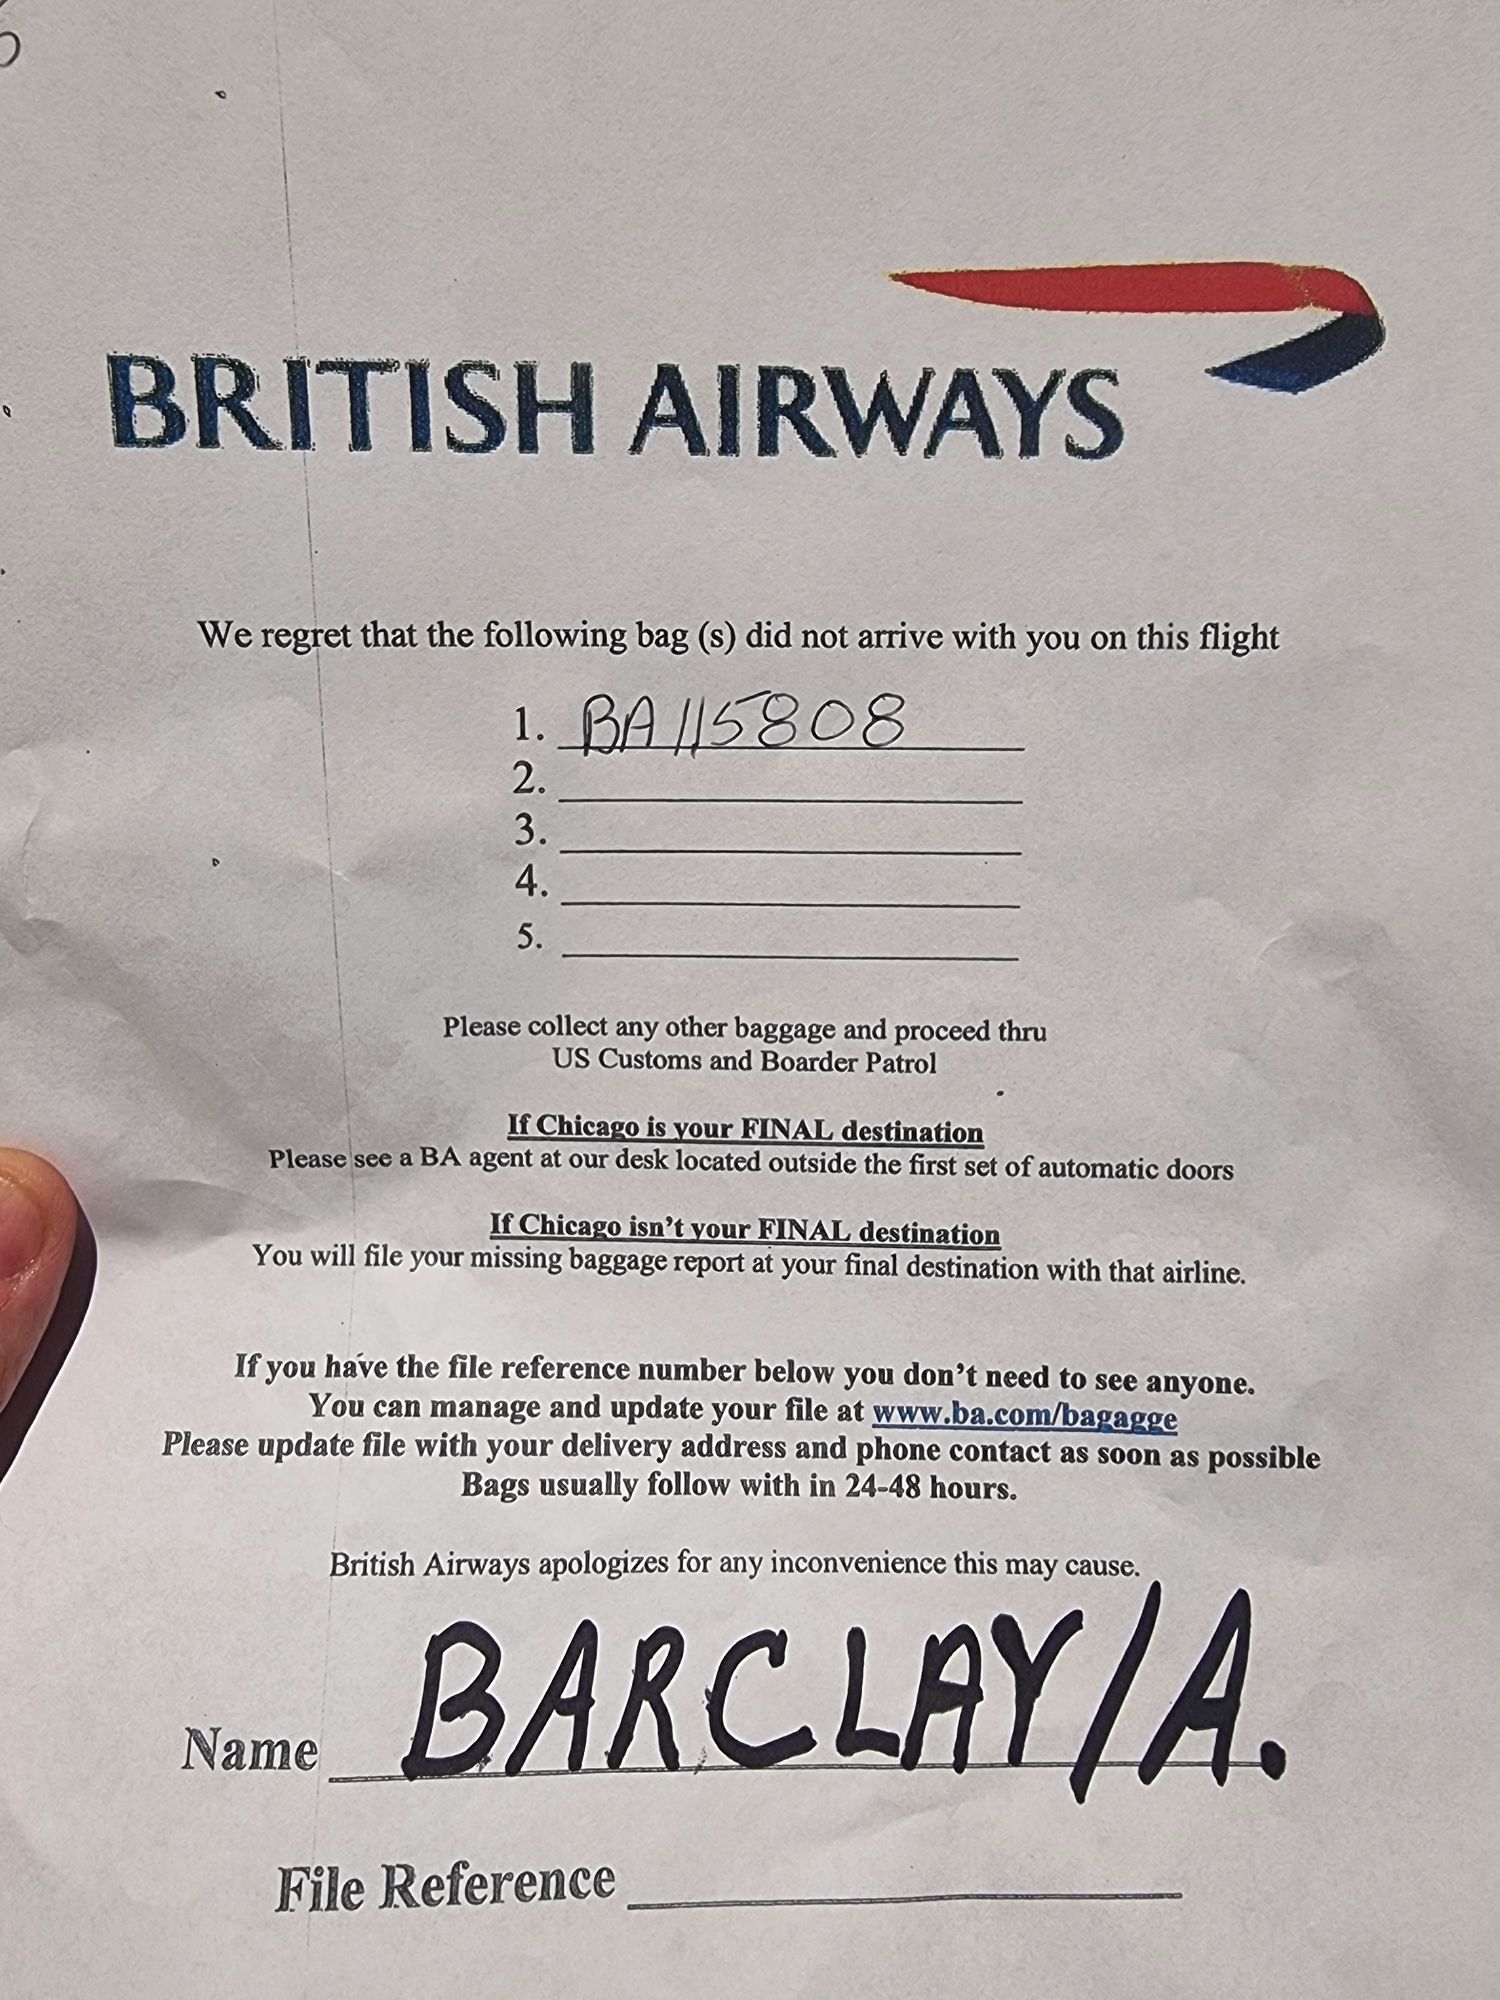 BRITISH AIRWAYS
We regret that the following bag (s) did not arrive with you on this flight
1. BA115808
2.
3.
4.
5.
Please collect any other baggage and proceed thru
US Customs and Boarder Patrol
If Chicago is your FINAL destination
Please see a BA agent at our desk located outside the first set of automatic doors
If Chicago isn't your FINAL destination
You will file your missing baggage report at your final destination with that airline.
If you have the file reference number below you don't need to see anyone.
You can manage and update your file at www.ba.com/bagagge
Please update file with your delivery address and phone contact as soon as possible
Bags usually follow with in 24-48 hours.
British Airways apologizes for any inconvenience this may cause.
Name BARCLAY/A.
File Reference